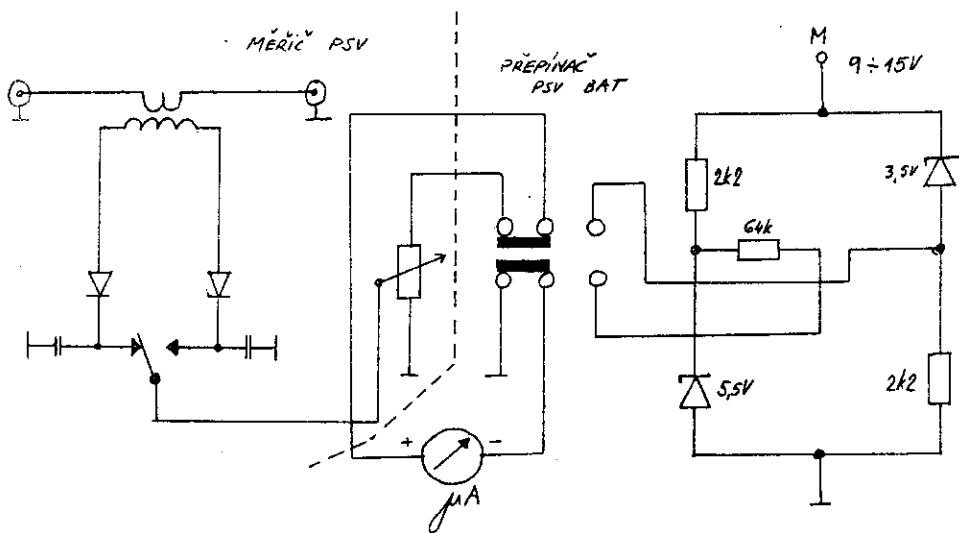 MĚŘIČ PSV
PŘEPÍNAČ
PSV BAT
M
9÷15V
2k2
3,5V
64k
5,5V
2k2
+
-
µA